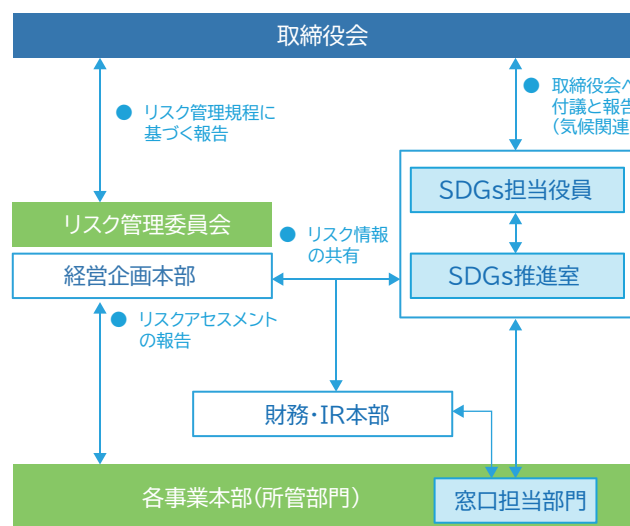 取締役会
● リスク管理規程に
基づく報告
● 取締役会へ
付議と報告
(気候関連
リスク管理委員会
経営企画本部
● リスク情報
の共有
SDGs担当役員
SDGs推進室
● リスクアセスメント
の報告
財務・IR本部
各事業本部(所管部門)
窓口担当部門